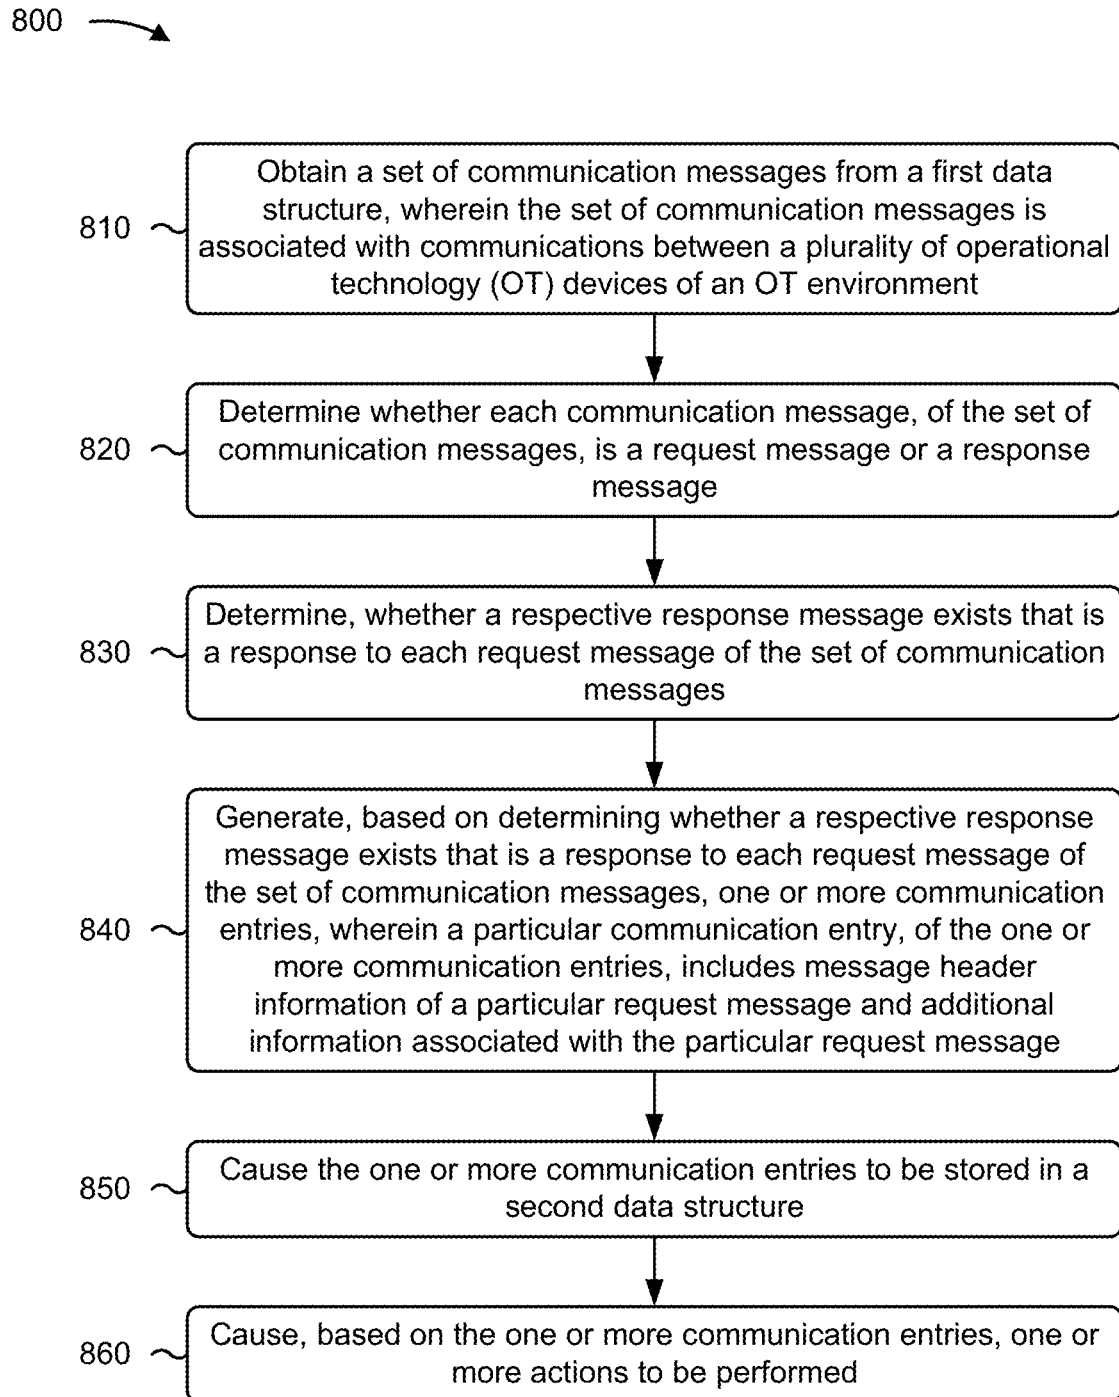 800
810
Obtain a set of communication messages from a first data
structure, wherein the set of communication messages is
associated with communications between a plurality of operational
technology (OT) devices of an OT environment
820
Determine whether each communication message, of the set of
communication messages, is a request message or a response
message
830
Determine, whether a respective response message exists that is
a response to each request message of the set of communication
messages
840
Generate, based on determining whether a respective response
message exists that is a response to each request message of
the set of communication messages, one or more communication
entries, wherein a particular communication entry, of the one or
more communication entries, includes message header
information of a particular request message and additional
information associated with the particular request message
850
Cause the one or more communication entries to be stored in a
second data structure
860
Cause, based on the one or more communication entries, one or
more actions to be performed